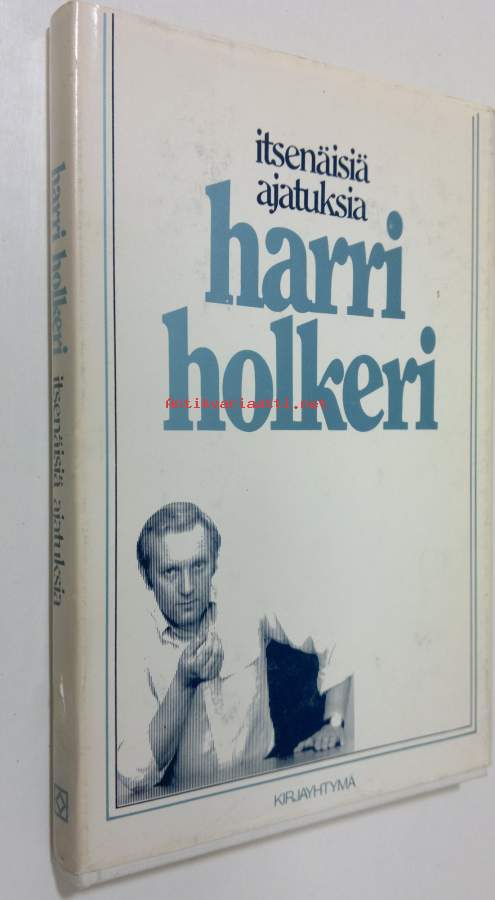 itsenäisiä
ajatuksia
harri
holkeri
Antikvariaatti.net
KIRJAYHTYMÄ
harri holkeri itsenäisiä ajatuksia